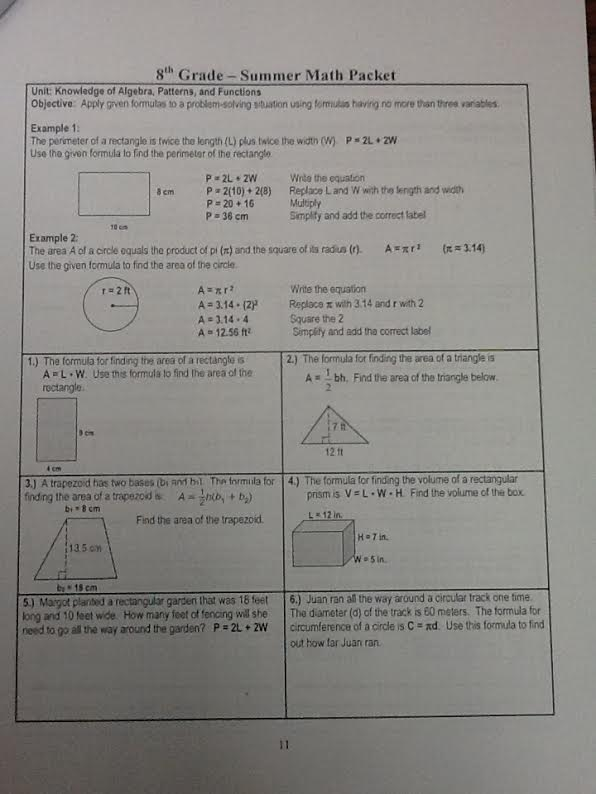 8th Grade – Summer Math Packet
Unit: Knowledge of Algebra, Patterns, and Functions
Objective: Apply given formulas to a problem-solving situation using formulas having no more than three variables.
Example 1:
The perimeter of a rectangle is twice the length (L) plus twice the width (W). P = 2L + 2W
Use the given formula to find the perimeter of the rectangle.
P = 2L + 2W Write the equation
8 cm P = 2(10) + 2(8) Replace L and W with the length and width
P = 20 + 16 Multiply
P = 36 cm Simplify and add the correct label
10 cm
Example 2:
The area A of a circle equals the product of pi (π) and the square of its radius (r). A = π r² (π = 3.14)
Use the given formula to find the area of the circle.
r = 2 ft A = π r² Write the equation
A = 3.14 • (2)² Replace π with 3.14 and r with 2
A = 3.14 • 4 Square the 2
A = 12.56 ft² Simplify and add the correct label
1.) The formula for finding the area of a rectangle is
A = L • W. Use this formula to find the area of the
rectangle.
9 cm
4 cm
2.) The formula for finding the area of a triangle is
A = 1/2 bh. Find the area of the triangle below.
7 ft
12 ft
3.) A trapezoid has two bases (b₁ and b₁). The formula for
finding the area of a trapezoid is: A = ½h(b₁ + b₂)
b₁ = 8 cm
Find the area of the trapezoid.
13.5 cm
b₂ = 18 cm
4.) The formula for finding the volume of a rectangular
prism is V = L • W • H. Find the volume of the box.
L = 12 in.
H = 7 in.
W = 5 in.
5.) Margot planted a rectangular garden that was 18 feet
long and 10 feet wide. How many feet of fencing will she
need to go all the way around the garden? P = 2L + 2W
6.) Juan ran all the way around a circular track one time.
The diameter (d) of the track is 60 meters. The formula for
circumference of a circle is C = πd. Use this formula to find
out how far Juan ran.
11